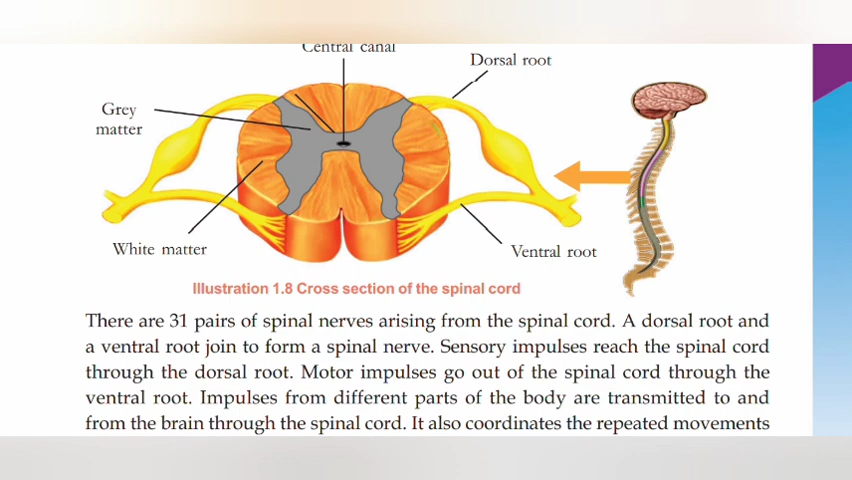 Central canal
Dorsal root
Grey
matter
White matter
Ventral root
Illustration 1.8 Cross section of the spinal cord
There are 31 pairs of spinal nerves arising from the spinal cord. A dorsal root and
a ventral root join to form a spinal nerve. Sensory impulses reach the spinal cord
through the dorsal root. Motor impulses go out of the spinal cord through the
ventral root. Impulses from different parts of the body are transmitted to and
from the brain through the spinal cord. It also coordinates the repeated movements